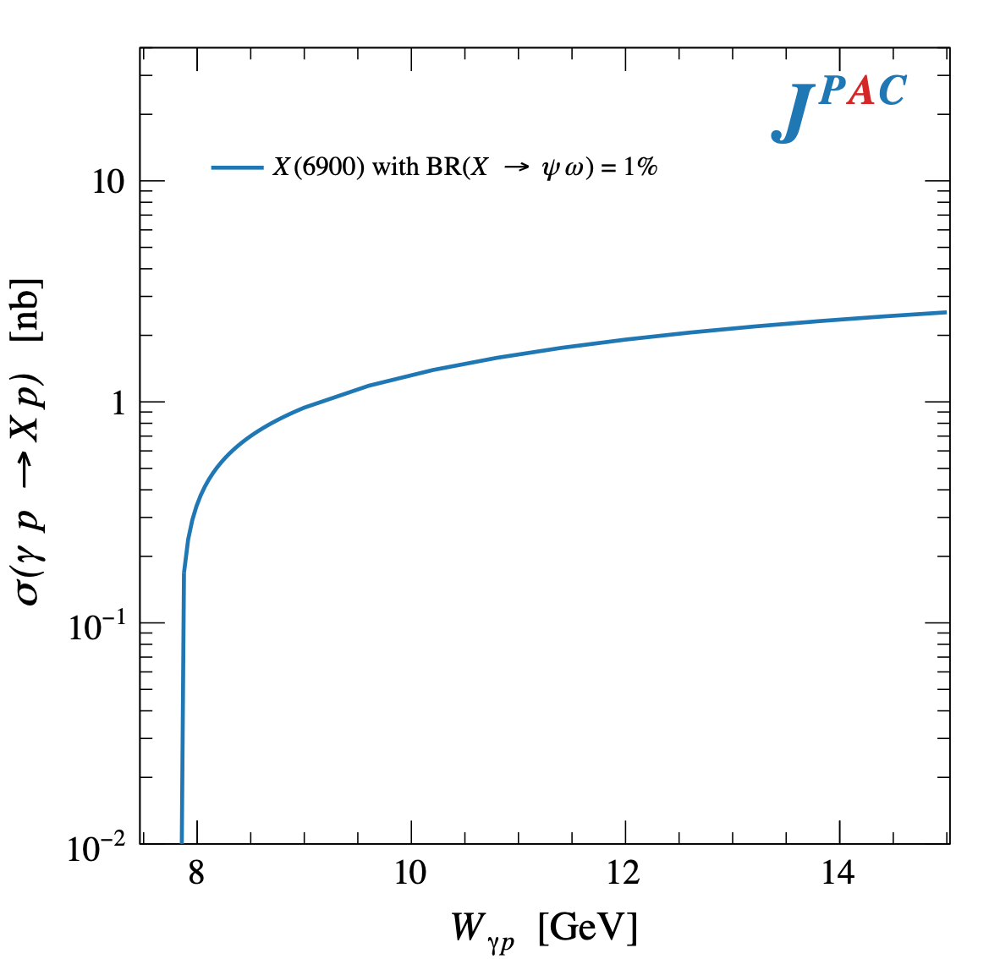 J^PAC
X(6900) with BR(X → ψ ω) = 1%
σ(γ p → X p) [nb]
10
1
10⁻¹
10⁻²
8 10 12 14
W_γp [GeV]